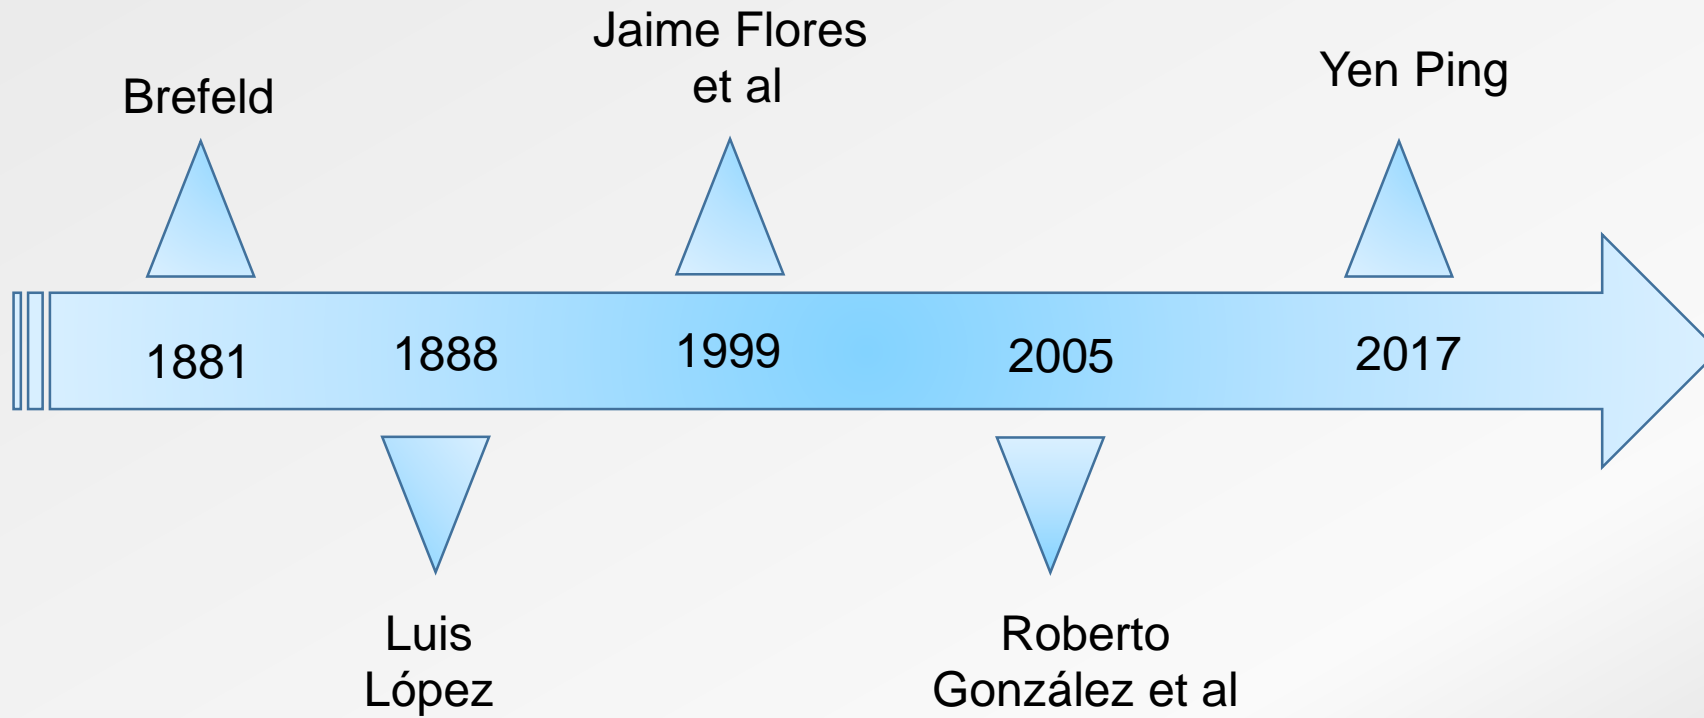 Jaime Flores
et al
Brefeld
Yen Ping
1881
1888
1999
2005
2017
Luis
López
Roberto
González et al